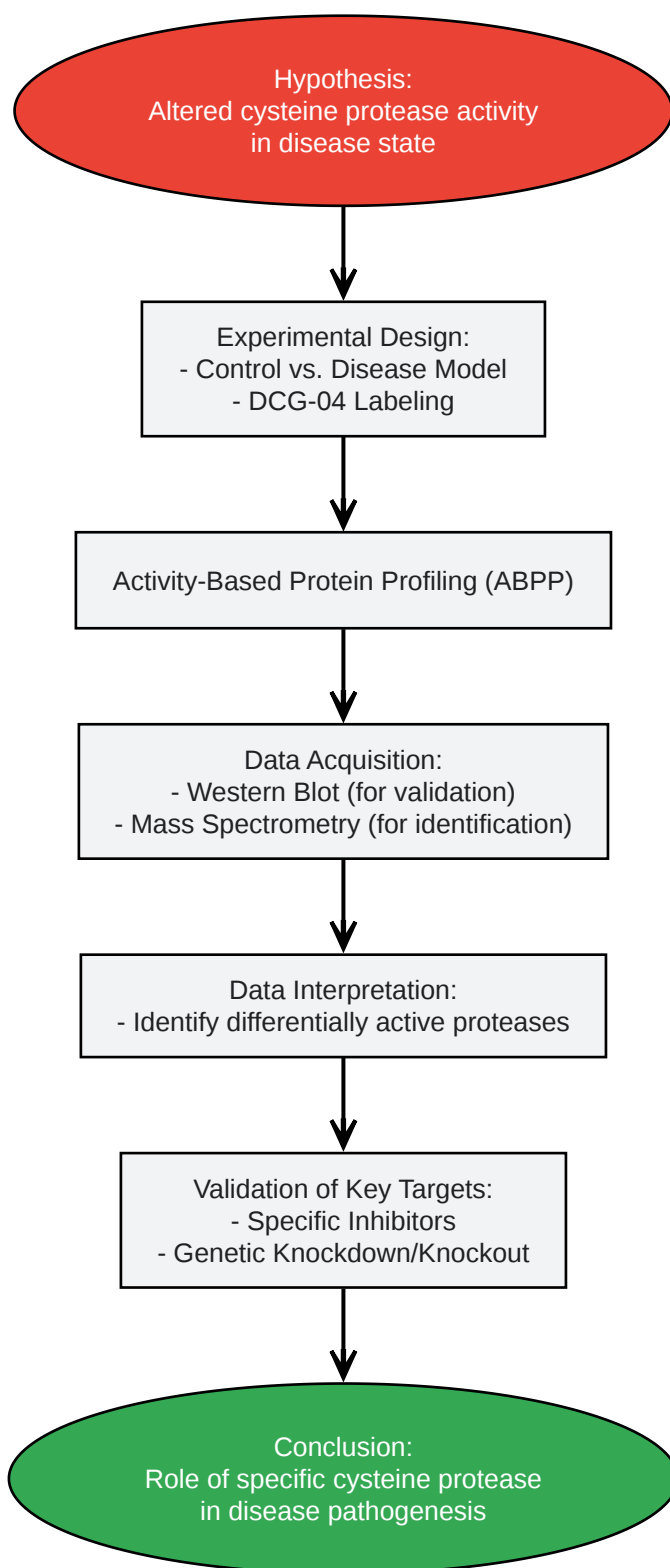 Hypothesis:
Altered cysteine protease activity
in disease state
Experimental Design:
- Control vs. Disease Model
- DCG-04 Labeling
Activity-Based Protein Profiling (ABPP)
Data Acquisition:
- Western Blot (for validation)
- Mass Spectrometry (for identification)
Data Interpretation:
- Identify differentially active proteases
Validation of Key Targets:
- Specific Inhibitors
- Genetic Knockdown/Knockout
Conclusion:
Role of specific cysteine protease
in disease pathogenesis